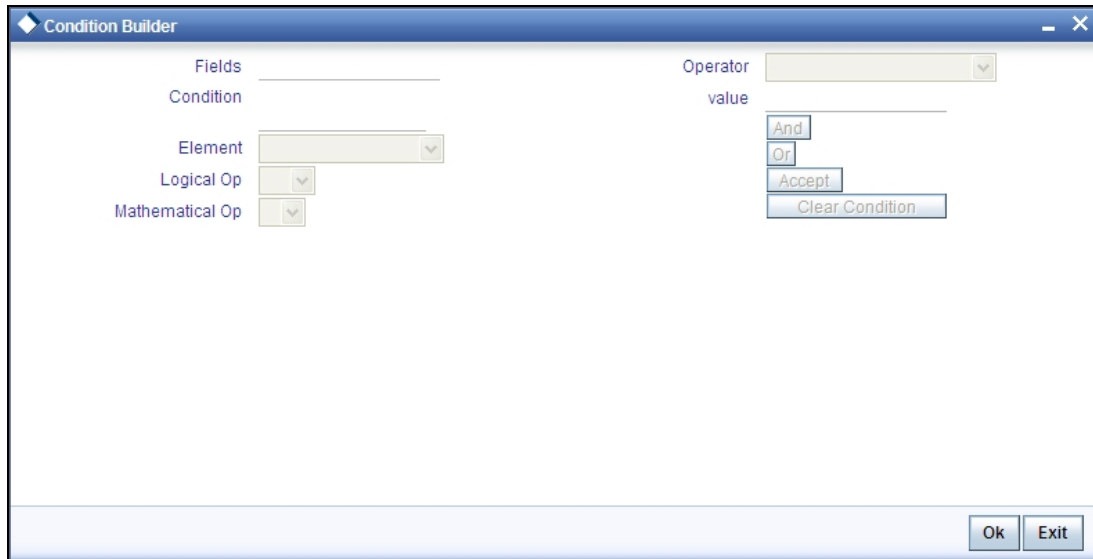 Condition Builder
Fields
Operator
Condition
value
And
Element
Or
Logical Op
Accept
Mathematical Op
Clear Condition
Ok
Exit